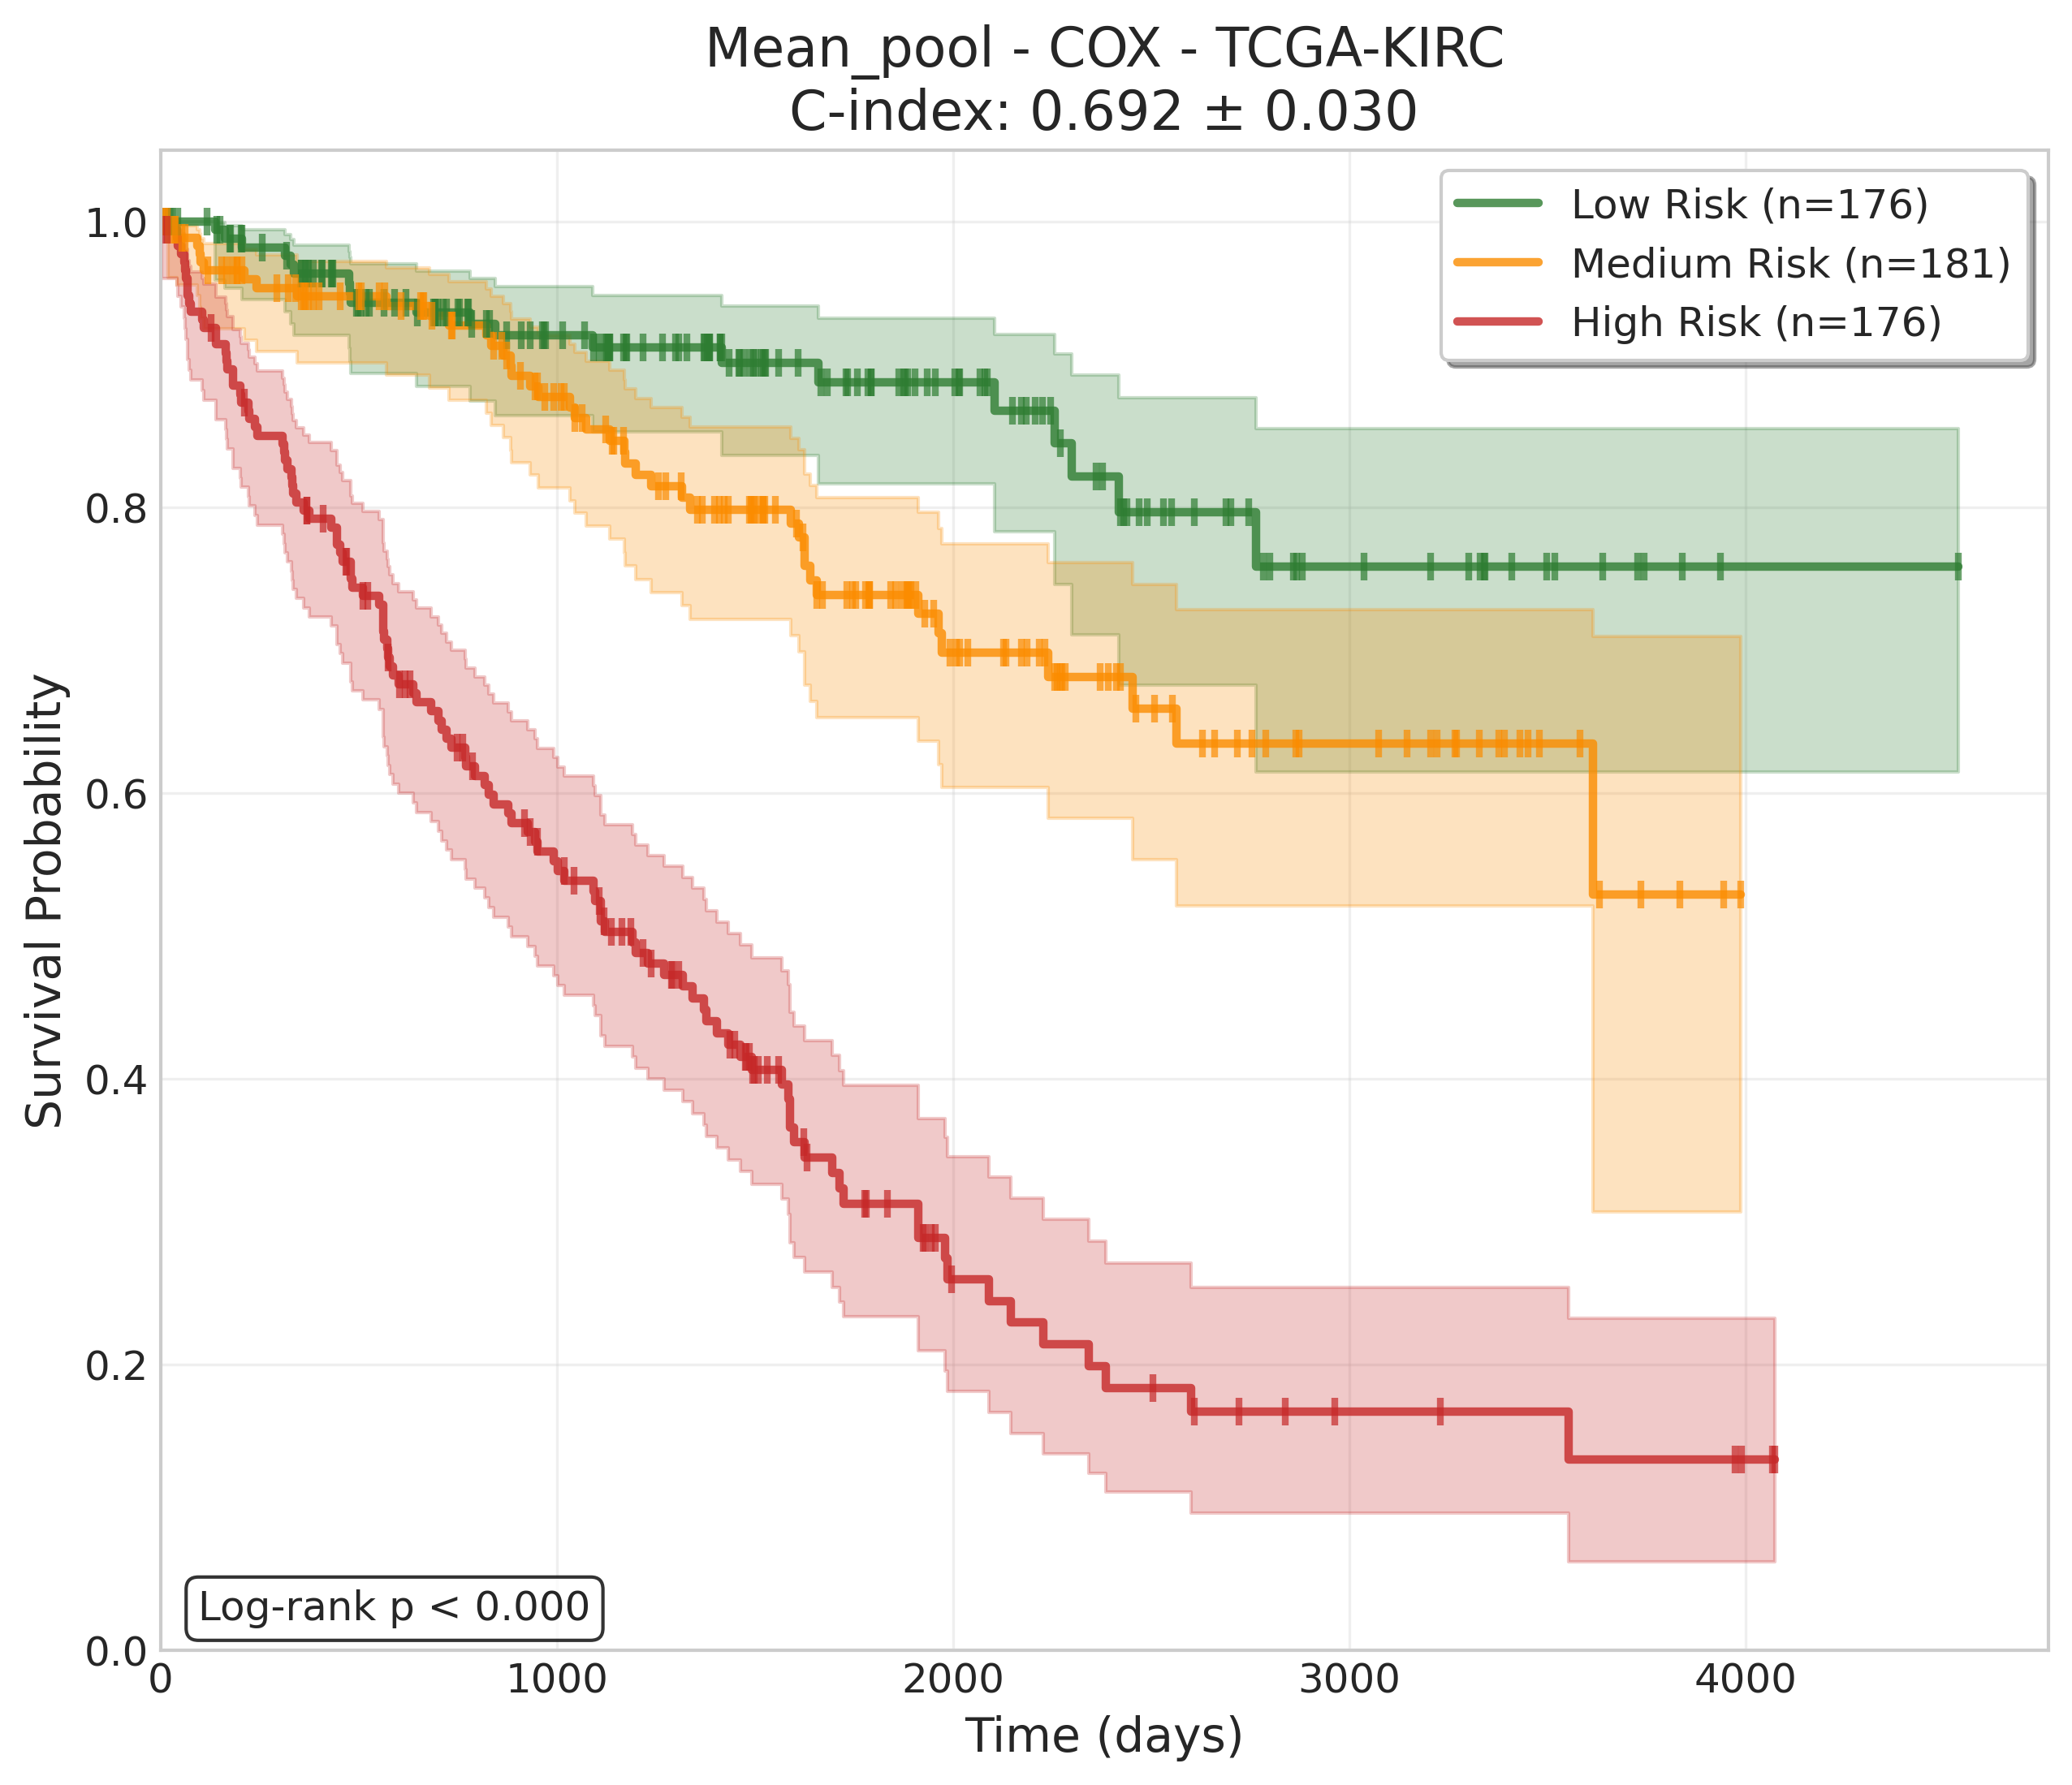 Mean_pool - COX - TCGA-KIRC
C-index: 0.692 ± 0.030
Low Risk (n=176)
Medium Risk (n=181)
High Risk (n=176)
Survival Probability
1.0
0.8
0.6
0.4
0.2
0.0
Log-rank p < 0.000
0 1000 2000 3000 4000
Time (days)